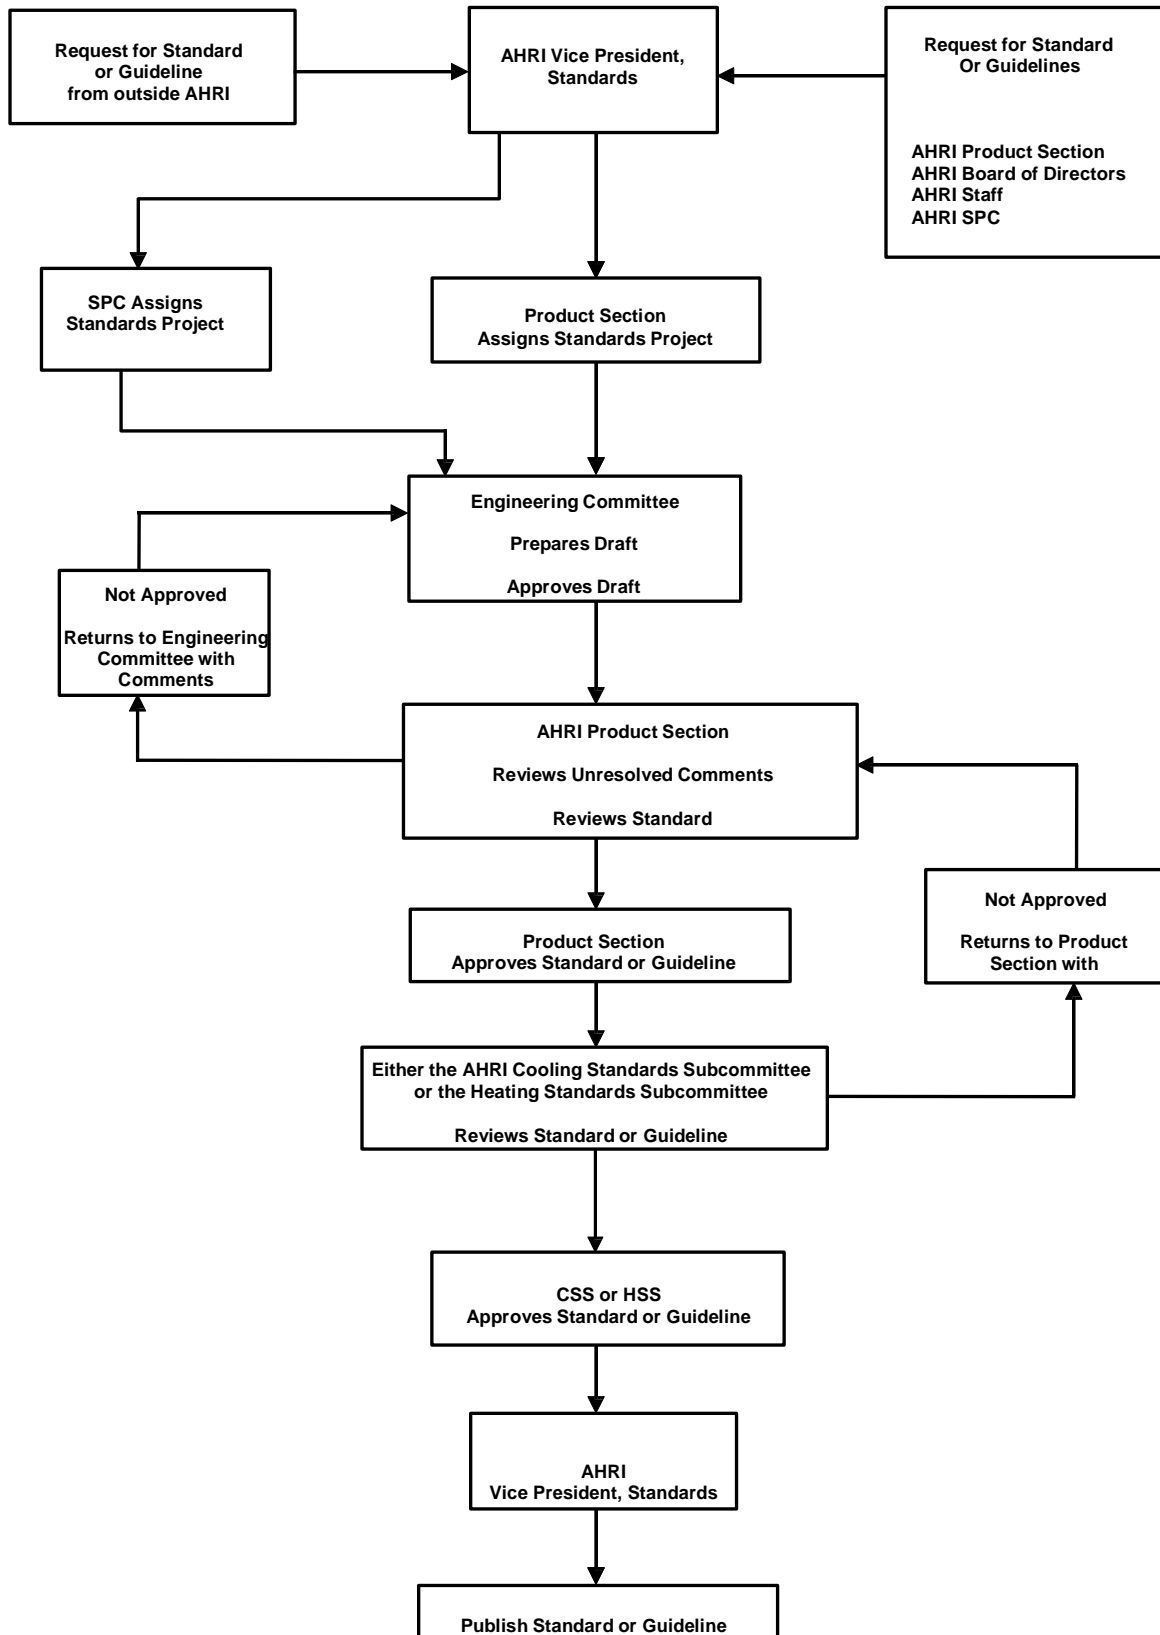 Request for Standard
or Guideline
from outside AHRI
AHRI Vice President,
Standards
Request for Standard
Or Guidelines
AHRI Product Section
AHRI Board of Directors
AHRI Staff
AHRI SPC
SPC Assigns
Standards Project
Product Section
Assigns Standards Project
Engineering Committee
Prepares Draft
Approves Draft
Not Approved
Returns to Engineering
Committee with
Comments
AHRI Product Section
Reviews Unresolved Comments
Reviews Standard
Not Approved
Returns to Product
Section with
Product Section
Approves Standard or Guideline
Either the AHRI Cooling Standards Subcommittee
or the Heating Standards Subcommittee
Reviews Standard or Guideline
CSS or HSS
Approves Standard or Guideline
AHRI
Vice President, Standards
Publish Standard or Guideline